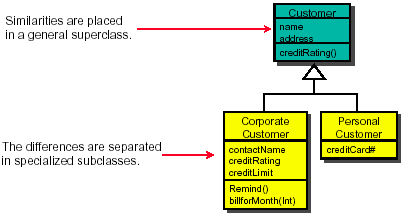 Similarities are placed
in a general superclass.
Customer
name
address
creditRating()
The differences are separated
in specialized subclasses.
Corporate
Customer
contactName
creditRating
creditLimit
Remind()
billforMonth(Int)
Personal
Customer
creditCard#